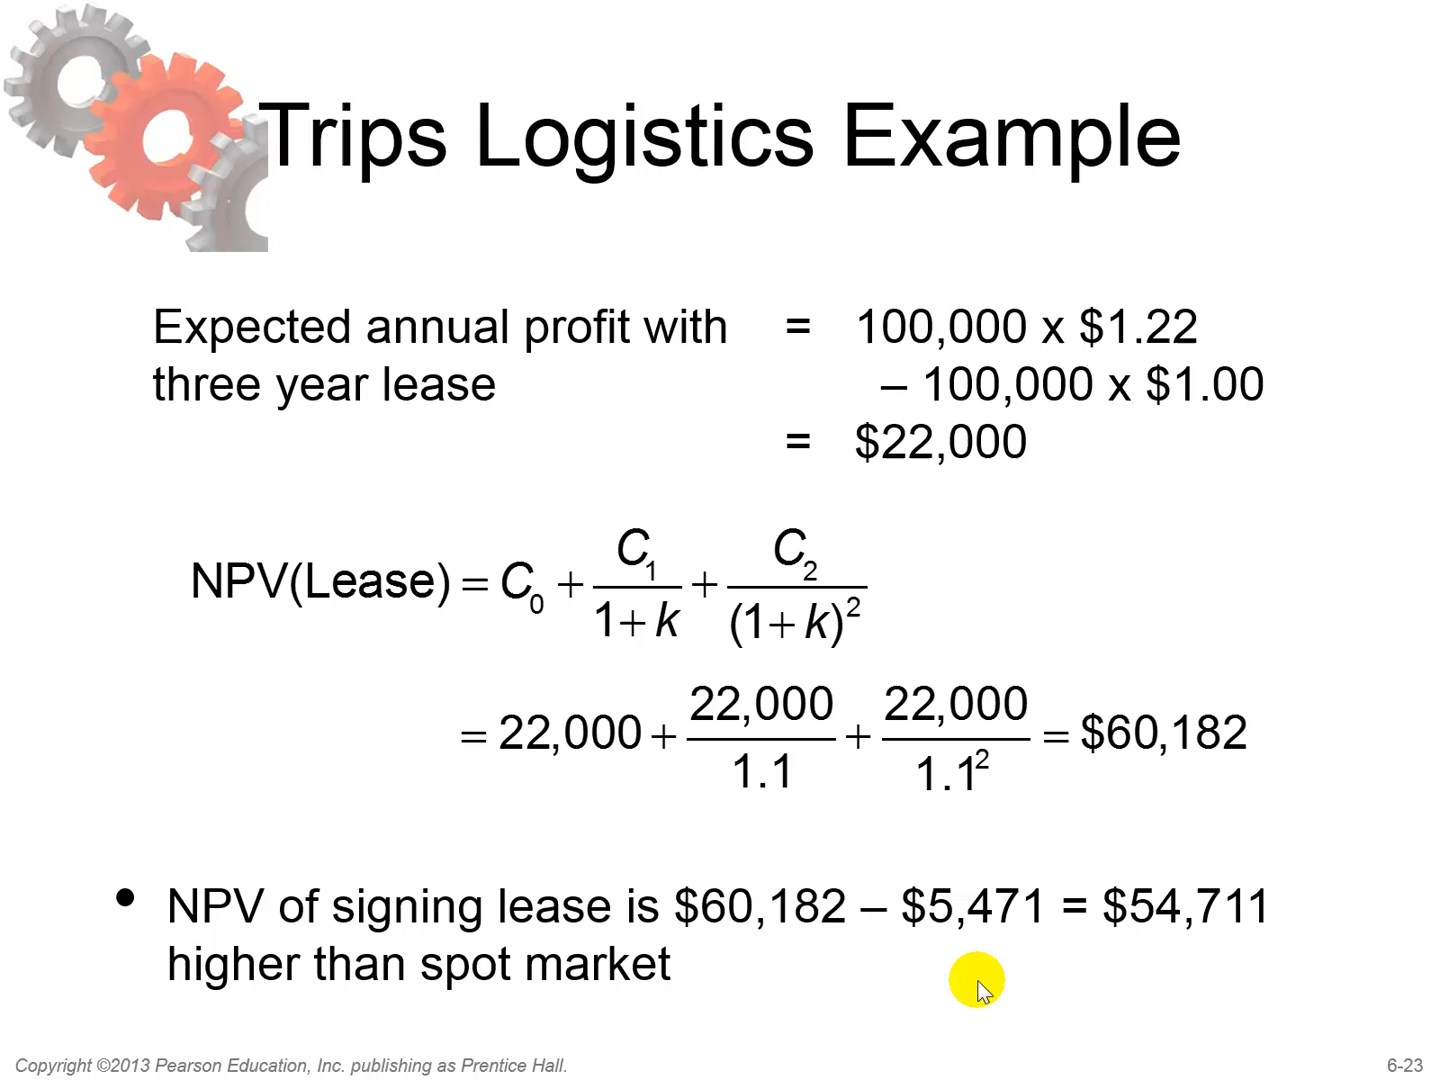 Trips Logistics Example
Expected annual profit with = 100,000 x $1.22
three year lease – 100,000 x $1.00
= $22,000
NPV(Lease) = C₀ + C₁/(1 + k) + C₂/(1 + k)²
= 22,000 + 22,000/1.1 + 22,000/1.1² = $60,182
• NPV of signing lease is $60,182 – $5,471 = $54,711
higher than spot market
Copyright ©2013 Pearson Education, Inc. publishing as Prentice Hall. 6-23